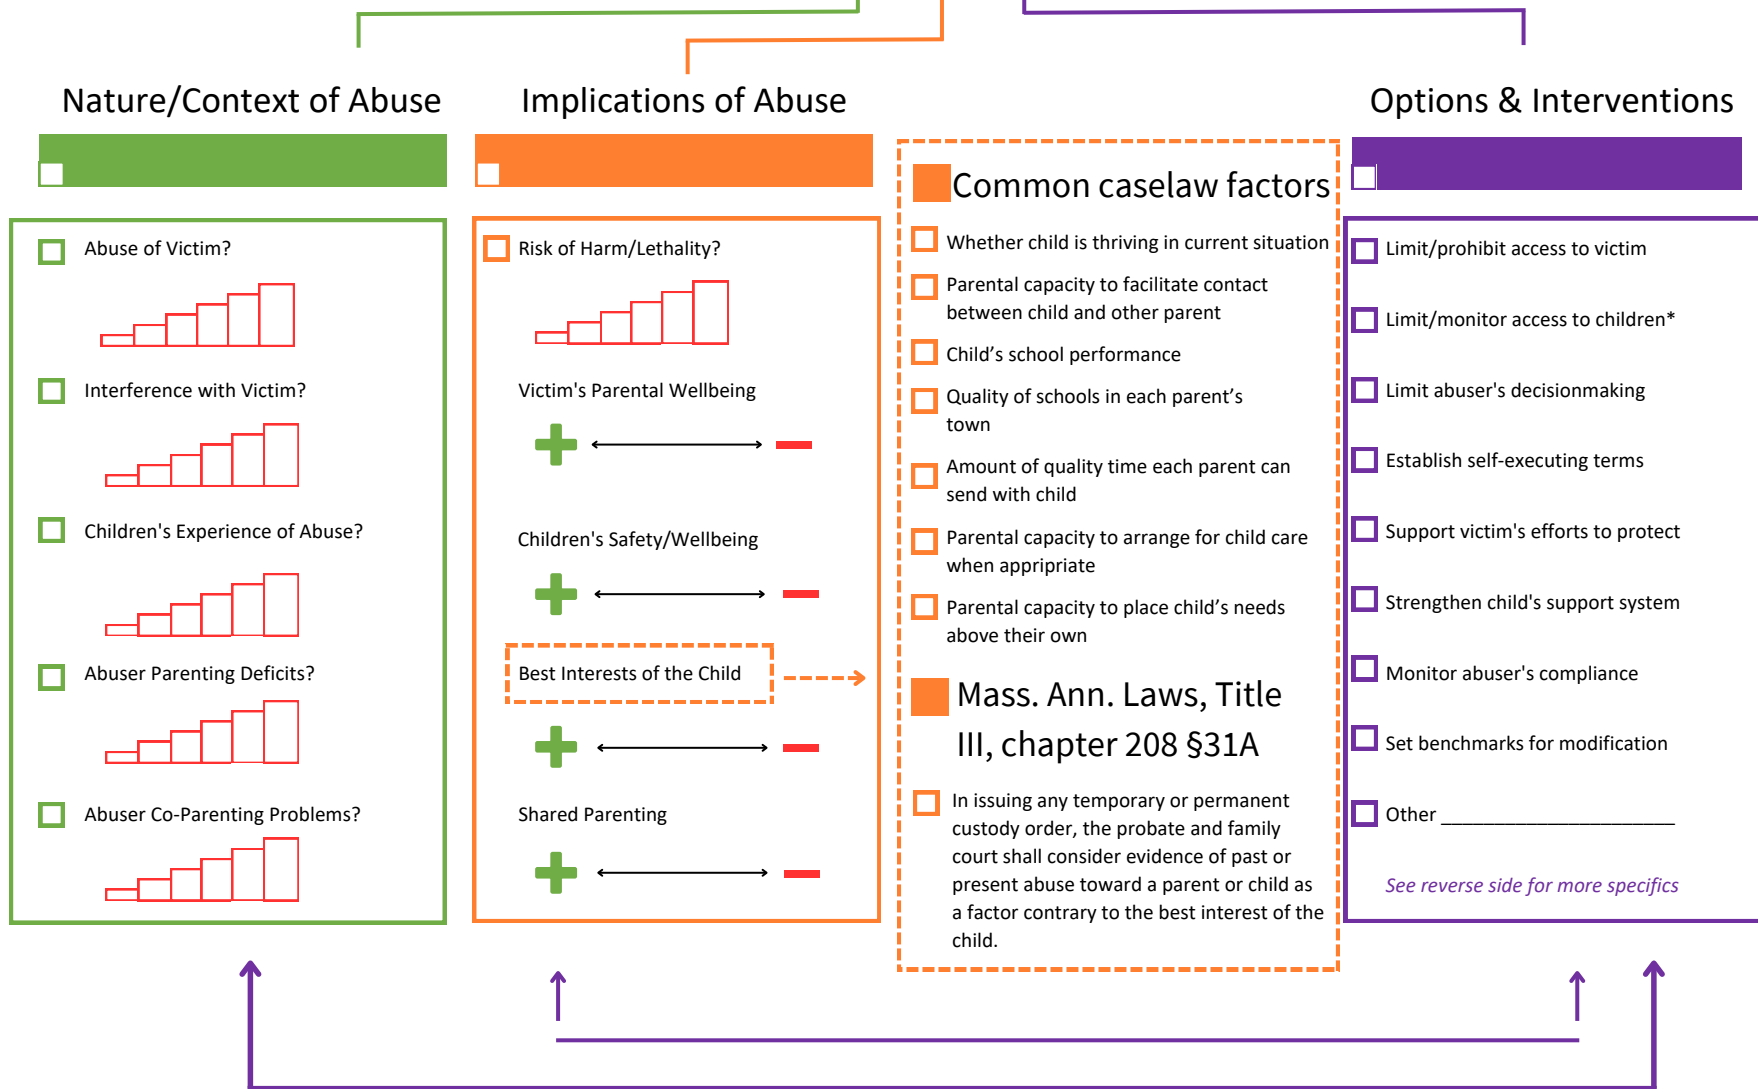 Nature/Context of Abuse
Abuse of Victim?
Interference with Victim?
Children's Experience of Abuse?
Abuser Parenting Deficits?
Abuser Co-Parenting Problems?
Implications of Abuse
Risk of Harm/Lethality?
Victim's Parental Wellbeing
Children's Safety/Wellbeing
Best Interests of the Child
Shared Parenting
Common caselaw factors
Whether child is thriving in current situation
Parental capacity to facilitate contact
between child and other parent
Child's school performance
Quality of schools in each parent's
town
Amount of quality time each parent can
send with child
Parental capacity to arrange for child care
when appripriate
Parental capacity to place child's needs
above their own
Mass. Ann. Laws, Title
III, chapter 208 §31A
In issuing any temporary or permanent
custody order, the probate and family
court shall consider evidence of past or
present abuse toward a parent or child as
a factor contrary to the best interest of the
child.
Options & Interventions
Limit/prohibit access to victim
Limit/monitor access to children*
Limit abuser's decisionmaking
Establish self-executing terms
Support victim's efforts to protect
Strengthen child's support system
Monitor abuser's compliance
Set benchmarks for modification
Other ______________________
See reverse side for more specifics